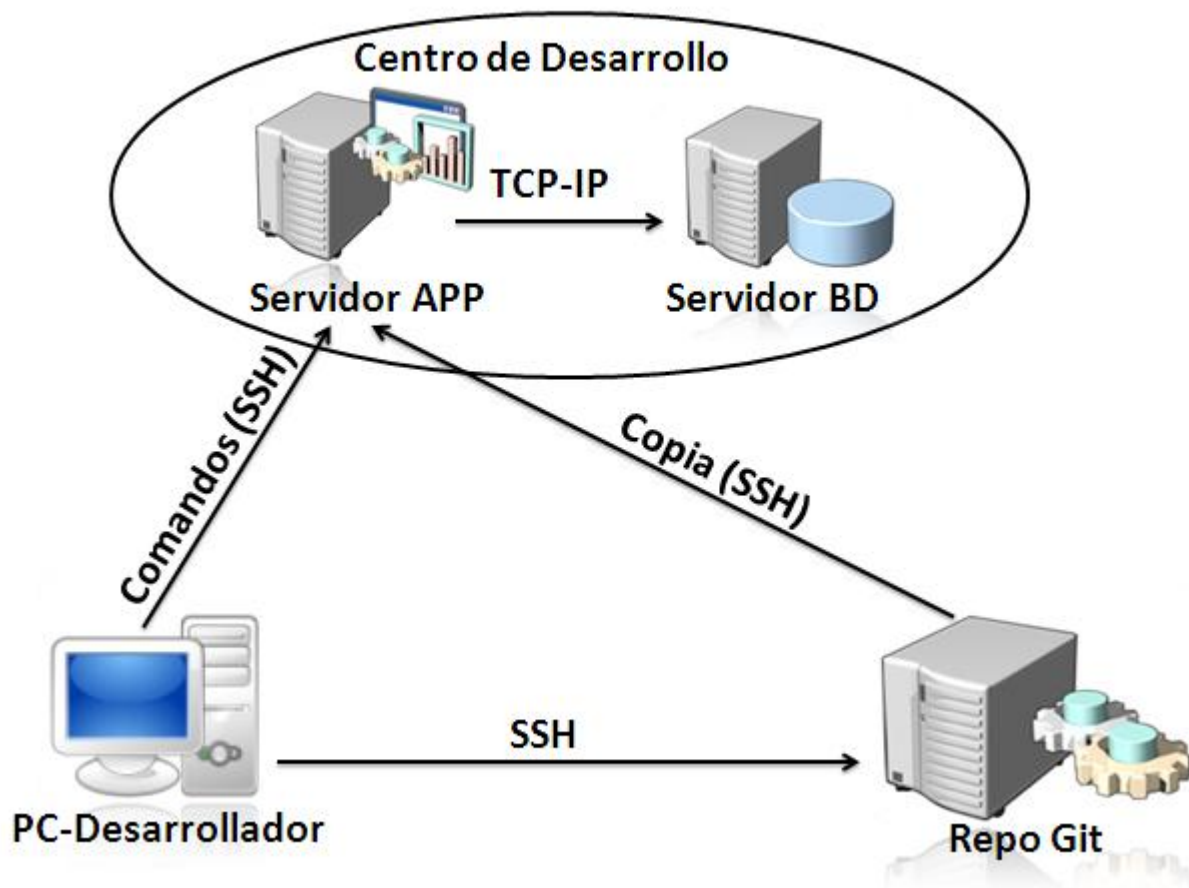 Centro de Desarrollo
TCP-IP
Servidor APP
Servidor BD
Comandos (SSH)
Copia (SSH)
SSH
PC-Desarrollador
Repo Git